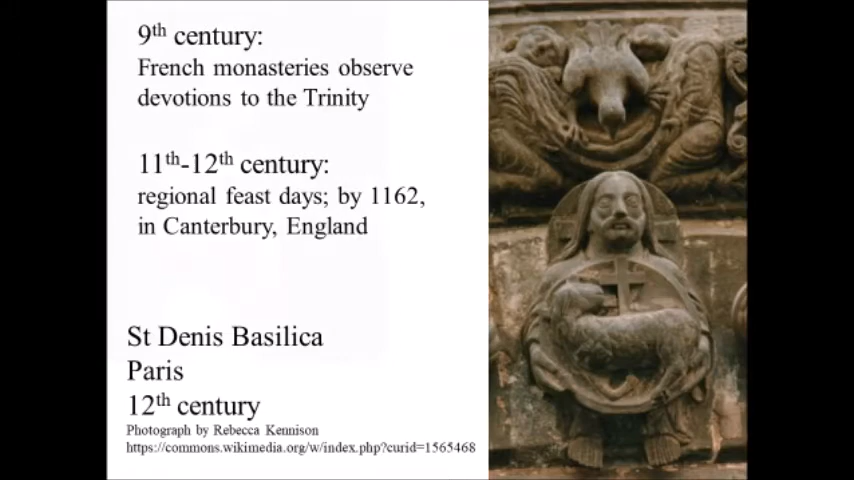 9th century:
French monasteries observe
devotions to the Trinity
11th-12th century:
regional feast days; by 1162,
in Canterbury, England
St Denis Basilica
Paris
12th century
Photograph by Rebecca Kennison
https://commons.wikimedia.org/w/index.php?curid=1565468